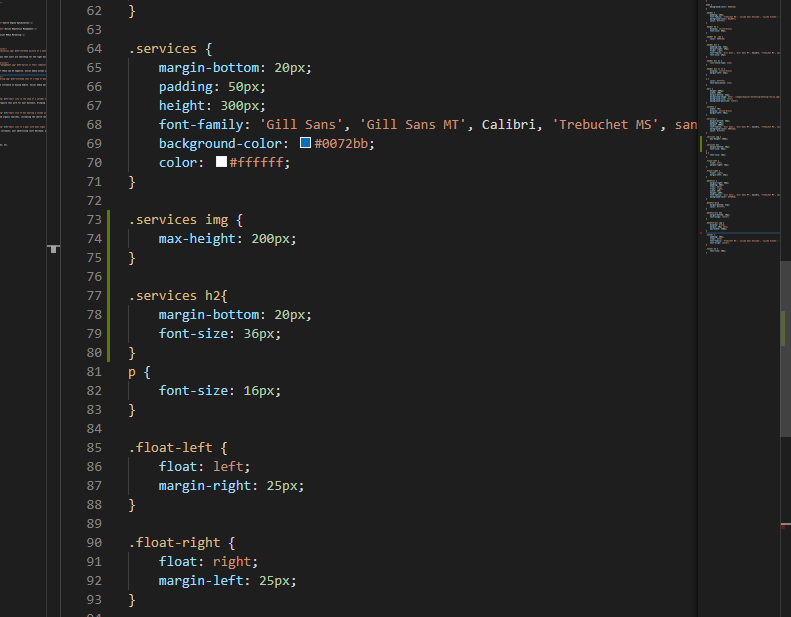 62 }
63
64 .services {
65 margin-bottom: 20px;
66 padding: 50px;
67 height: 300px;
68 font-family: 'Gill Sans', 'Gill Sans MT', Calibri, 'Trebuchet MS', san
69 background-color: #0072bb;
70 color: #ffffff;
71 }
72
73 .services img {
74 max-height: 200px;
75 }
76
77 .services h2{
78 margin-bottom: 20px;
79 font-size: 36px;
80 }
81 p {
82 font-size: 16px;
83 }
84
85 .float-left {
86 float: left;
87 margin-right: 25px;
88 }
89
90 .float-right {
91 float: right;
92 margin-left: 25px;
93 }